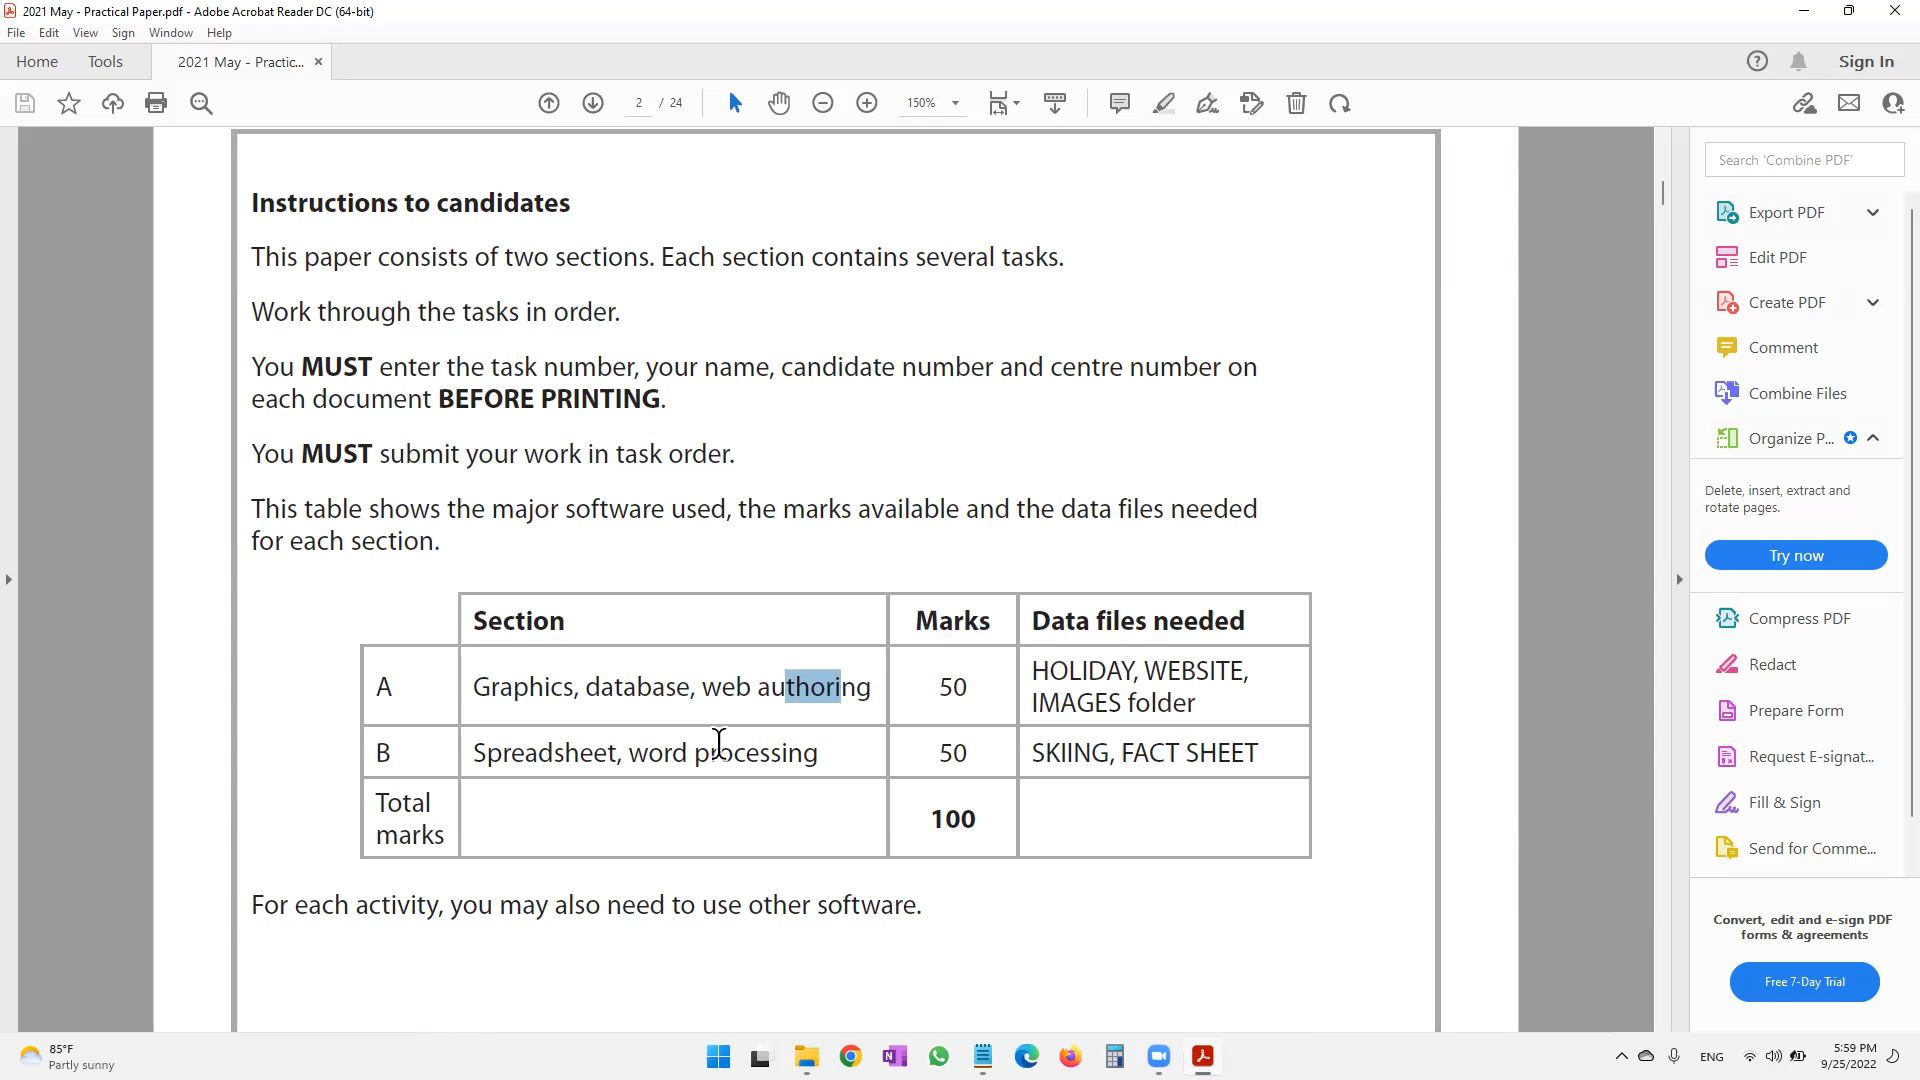 2021 May - Practical Paper.pdf - Adobe Acrobat Reader DC (64-bit)
File Edit View Sign Window Help
Home Tools 2021 May - Practic... × Sign In
2 / 24 150%
Instructions to candidates
This paper consists of two sections. Each section contains several tasks.
Work through the tasks in order.
You MUST enter the task number, your name, candidate number and centre number on
each document BEFORE PRINTING.
You MUST submit your work in task order.
This table shows the major software used, the marks available and the data files needed
for each section.
Section Marks Data files needed
A Graphics, database, web authoring 50 HOLIDAY, WEBSITE,
IMAGES folder
B Spreadsheet, word processing 50 SKIING, FACT SHEET
Total
marks 100
For each activity, you may also need to use other software.
Search 'Combine PDF'
Export PDF
Edit PDF
Create PDF
Comment
Combine Files
Organize P...
Delete, insert, extract and
rotate pages.
Try now
Compress PDF
Redact
Prepare Form
Request E-signat...
Fill & Sign
Send for Comme...
Convert, edit and e-sign PDF
forms & agreements
Free 7-Day Trial
85°F
Partly sunny
ENG
5:59 PM
9/25/2022